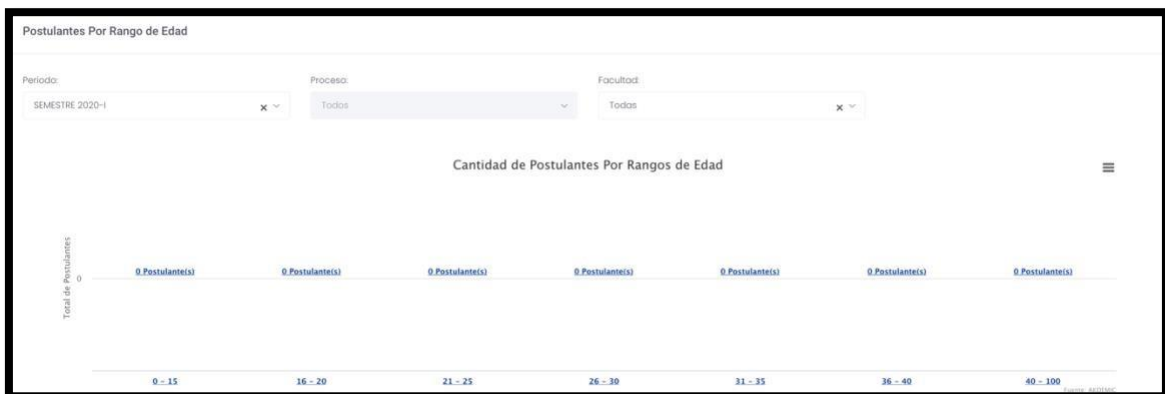 Postulantes Por Rango de Edad
Periodo: Proceso: Facultad:
SEMESTRE 2020-I Todos Todas
Cantidad de Postulantes Por Rangos de Edad
Total de Postulantes
0
0 Postulante(s) 0 Postulante(s) 0 Postulante(s) 0 Postulante(s) 0 Postulante(s) 0 Postulante(s) 0 Postulante(s)
0 - 15 16 - 20 21 - 25 26 - 30 31 - 35 36 - 40 40 - 100
Fuente: AKDEMIC